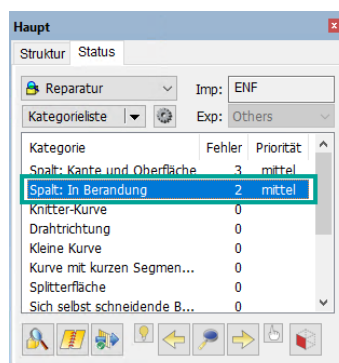 Haupt
Struktur Status
Reparatur Imp: ENF
Kategorieliste Exp: Others
Kategorie Fehler Priorität
Spalt: Kante und Oberfläche 3 mittel
Spalt: In Berandung 2 mittel
Knitter-Kurve 0
Drahtrichtung 0
Kleine Kurve 0
Kurve mit kurzen Segmen... 0
Splitterfläche 0
Sich selbst schneidende B... 0